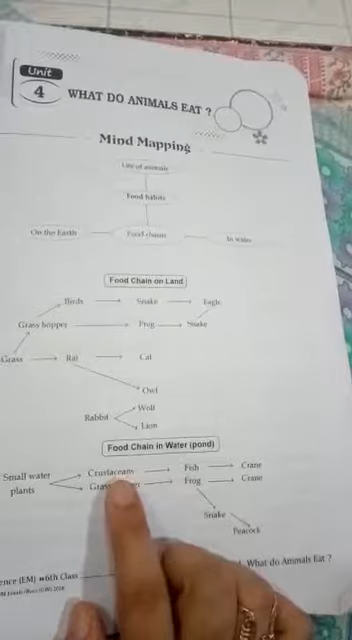 Unit
4 WHAT DO ANIMALS EAT ?
Mind Mapping
Life of animals
Food habits
On the Earth Food chains In water
Food Chain on Land
Birds → Snake → Eagle
Grass hopper → Frog → Snake
Grass → Rat → Cat
Owl
Rabbit Wolf
Lion
Food Chain in Water (pond)
Small water plants Crustaceans → Fish → Crane
→ Frog → Crane
Snake
Peacock
What do Animals Eat ?
(EM) 6th Class